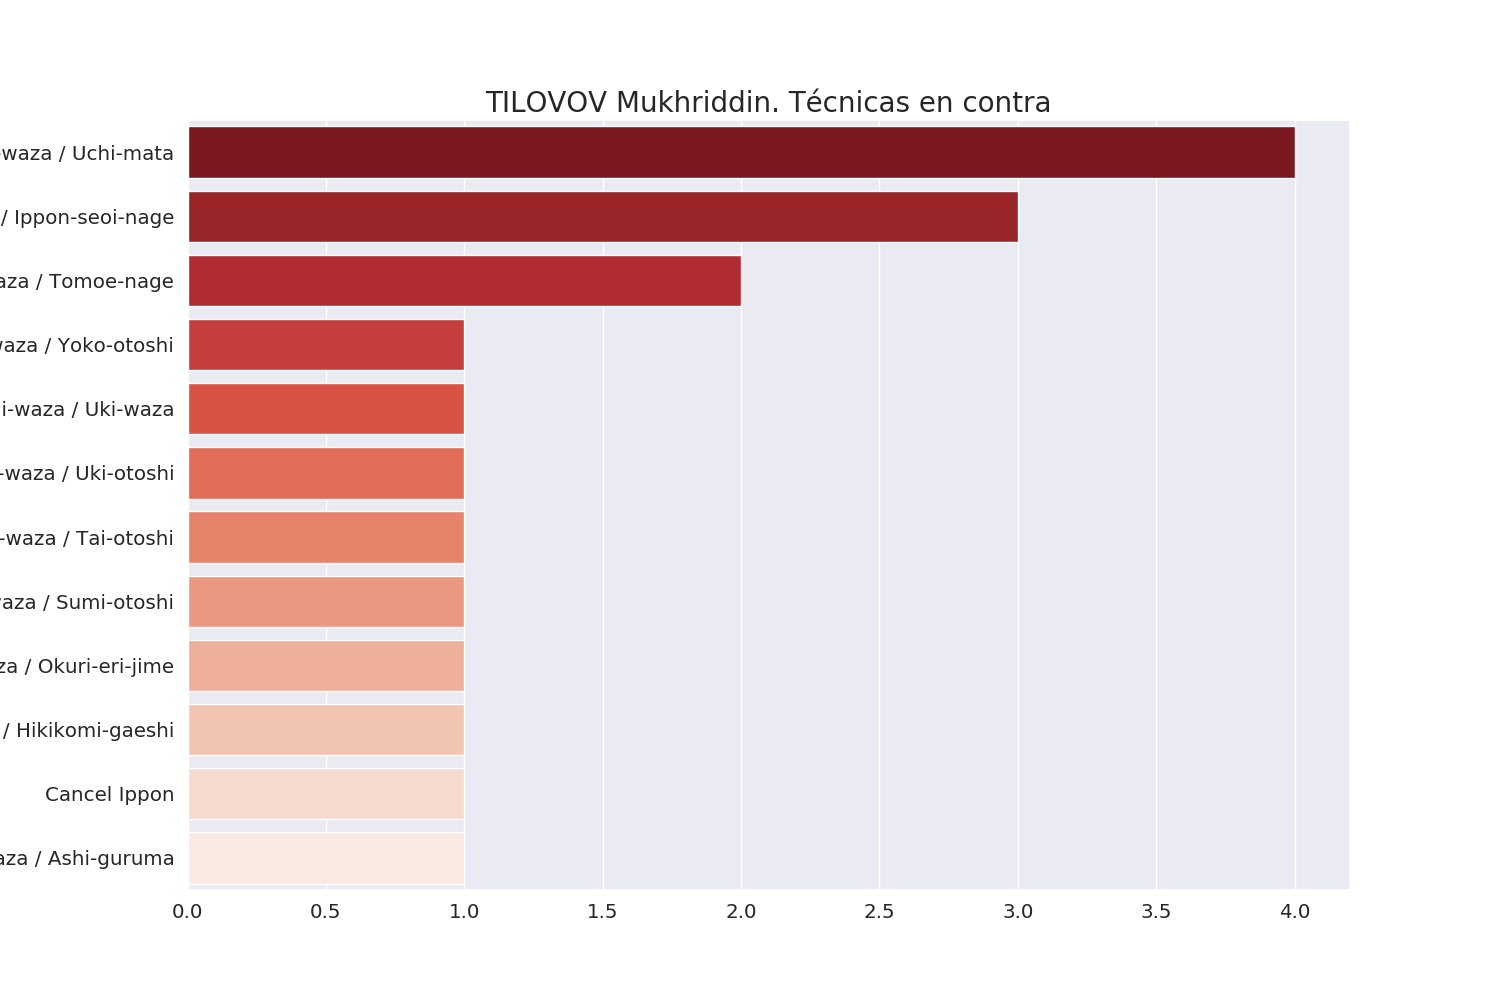 TILOVOV Mukhriddin. Técnicas en contra
waza / Uchi-mata
/ Ippon-seoi-nage
aza / Tomoe-nage
aza / Yoko-otoshi
i-waza / Uki-waza
-waza / Uki-otoshi
-waza / Tai-otoshi
aza / Sumi-otoshi
za / Okuri-eri-jime
/ Hikikomi-gaeshi
Cancel Ippon
aza / Ashi-guruma
0.0 0.5 1.0 1.5 2.0 2.5 3.0 3.5 4.0